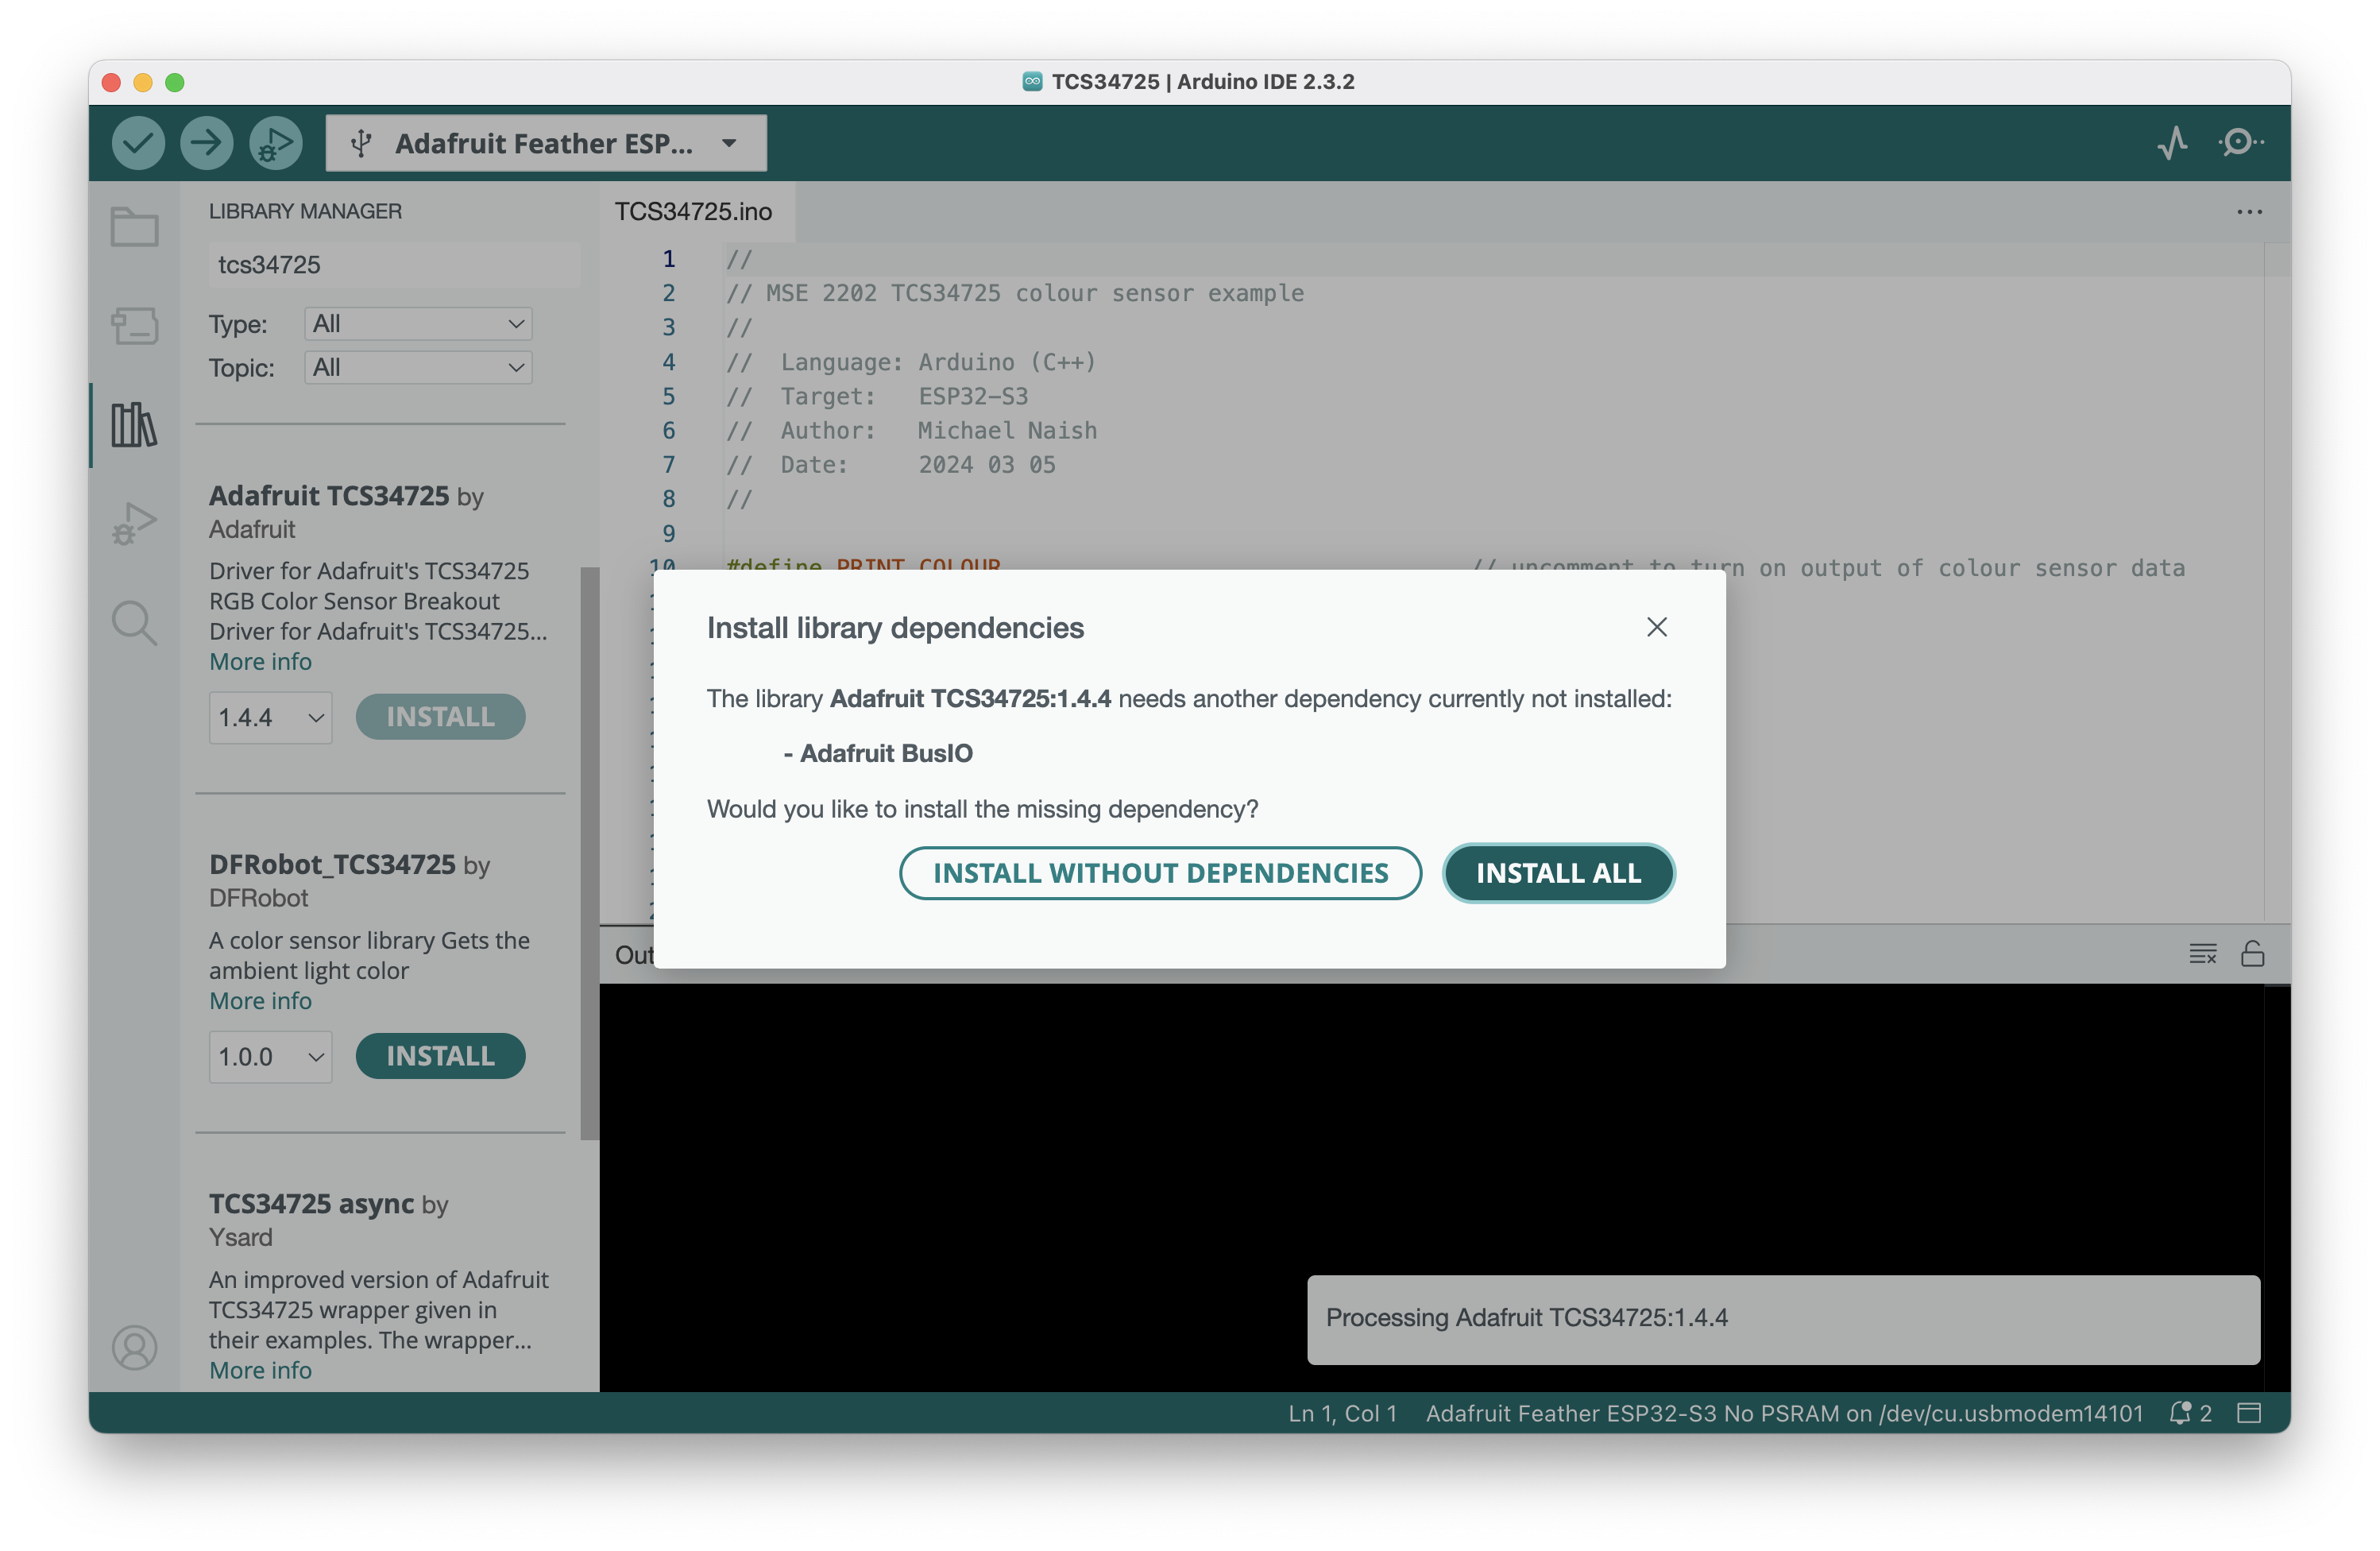 TCS34725 | Arduino IDE 2.3.2
Adafruit Feather ESP...
LIBRARY MANAGER
tcs34725
Type: All
Topic: All
Adafruit TCS34725 by
Adafruit
Driver for Adafruit's TCS34725
RGB Color Sensor Breakout
Driver for Adafruit's TCS34725...
More info
1.4.4 INSTALL
DFRobot_TCS34725 by
DFRobot
A color sensor library Gets the
ambient light color
More info
1.0.0 INSTALL
TCS34725 async by
Ysard
An improved version of Adafruit
TCS34725 wrapper given in
their examples. The wrapper...
More info
TCS34725.ino
1 //
2 // MSE 2202 TCS34725 colour sensor example
3 //
4 // Language: Arduino (C++)
5 // Target: ESP32-S3
6 // Author: Michael Naish
7 // Date: 2024 03 05
8 //
9
10 #define PRINT_COLOUR // uncomment to turn on output of colour sensor data
Install library dependencies
The library Adafruit TCS34725:1.4.4 needs another dependency currently not installed:
- Adafruit BusIO
Would you like to install the missing dependency?
INSTALL WITHOUT DEPENDENCIES INSTALL ALL
Out
Processing Adafruit TCS34725:1.4.4
Ln 1, Col 1 Adafruit Feather ESP32-S3 No PSRAM on /dev/cu.usbmodem14101 2